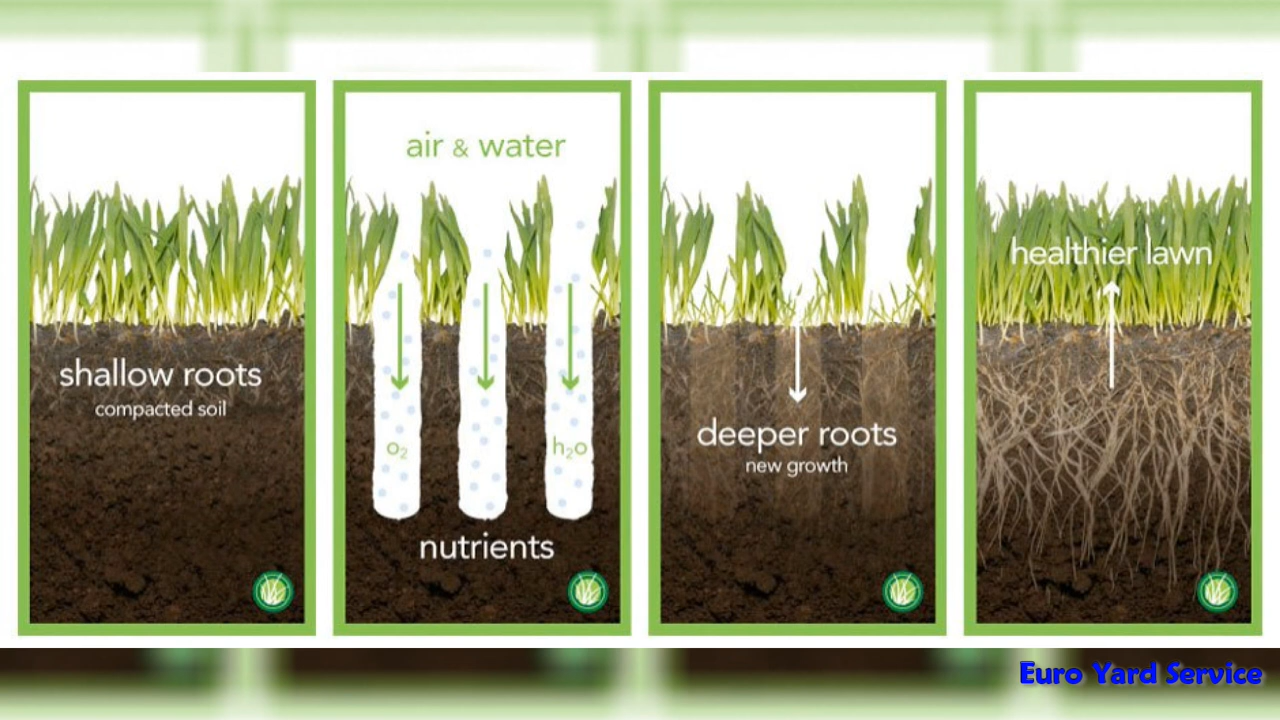 shallow roots
compacted soil
air & water
o₂
h₂o
nutrients
deeper roots
new growth
healthier lawn
Euro Yard Service